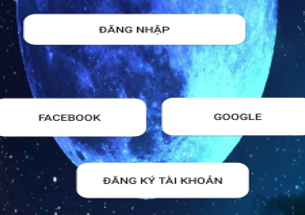 ĐĂNG NHẬP
FACEBOOK
GOOGLE
ĐĂNG KÝ TÀI KHOẢN